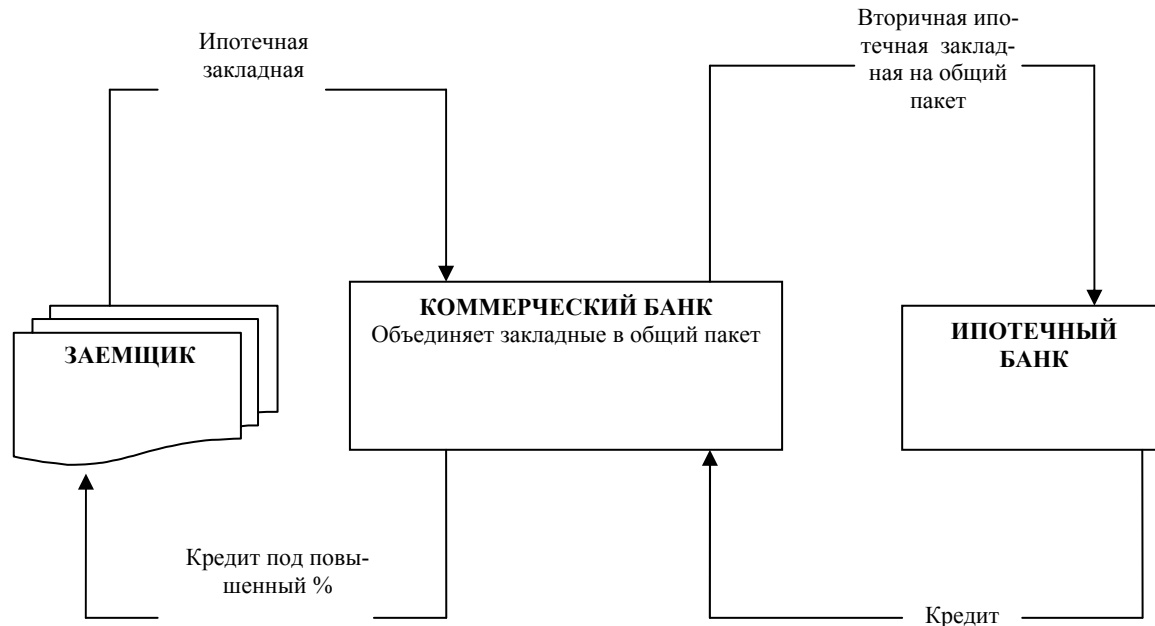 Ипотечная
закладная
Вторичная ипо-
течная заклад-
ная на общий
пакет
ЗАЕМЩИК
КОММЕРЧЕСКИЙ БАНК
Объединяет закладные в общий пакет
ИПОТЕЧНЫЙ
БАНК
Кредит под повы-
шенный %
Кредит